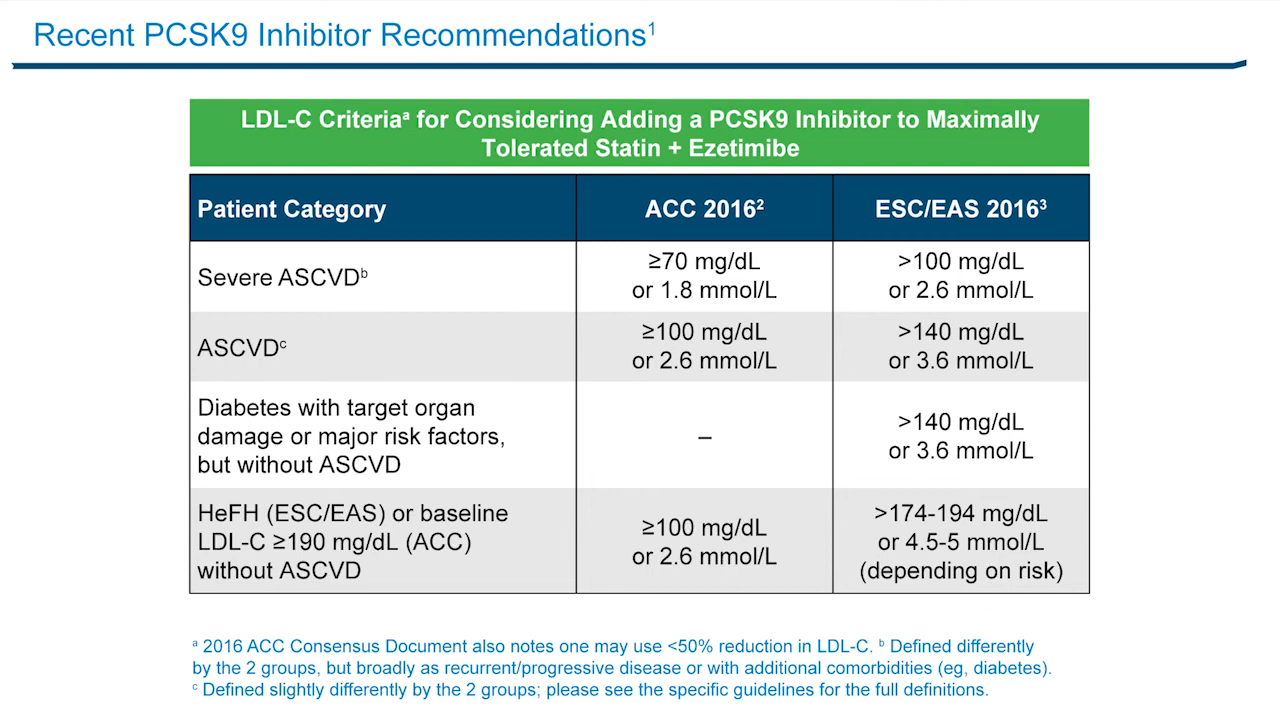 Recent PCSK9 Inhibitor Recommendations¹
LDL-C Criteriaᵃ for Considering Adding a PCSK9 Inhibitor to Maximally
Tolerated Statin + Ezetimibe
Patient Category
ACC 2016²
ESC/EAS 2016³
Severe ASCVDᵇ
≥70 mg/dL
or 1.8 mmol/L
>100 mg/dL
or 2.6 mmol/L
ASCVDᶜ
≥100 mg/dL
or 2.6 mmol/L
>140 mg/dL
or 3.6 mmol/L
Diabetes with target organ
damage or major risk factors,
but without ASCVD
–
>140 mg/dL
or 3.6 mmol/L
HeFH (ESC/EAS) or baseline
LDL-C ≥190 mg/dL (ACC)
without ASCVD
≥100 mg/dL
or 2.6 mmol/L
>174-194 mg/dL
or 4.5-5 mmol/L
(depending on risk)
ᵃ 2016 ACC Consensus Document also notes one may use <50% reduction in LDL-C. ᵇ Defined differently
by the 2 groups, but broadly as recurrent/progressive disease or with additional comorbidities (eg, diabetes).
ᶜ Defined slightly differently by the 2 groups; please see the specific guidelines for the full definitions.